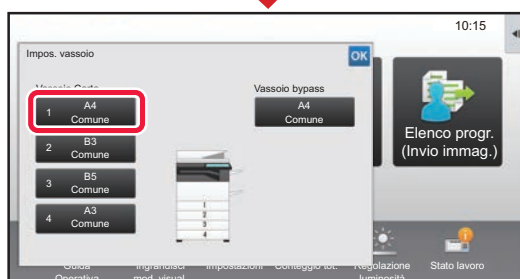 10:15
Impos. vassoio
OK
Vassoio Carta
Vassoio bypass
1 A4
Comune
A4
Comune
2 B3
Comune
3 B5
Comune
4 A3
Comune
1
2
3
4
Elenco progr.
(Invio immag.)
Guida
Operativa
Ingrandisci
mod. visual.
Impostazioni
Conteggio tot.
Regolazione
luminosità
Stato lavoro